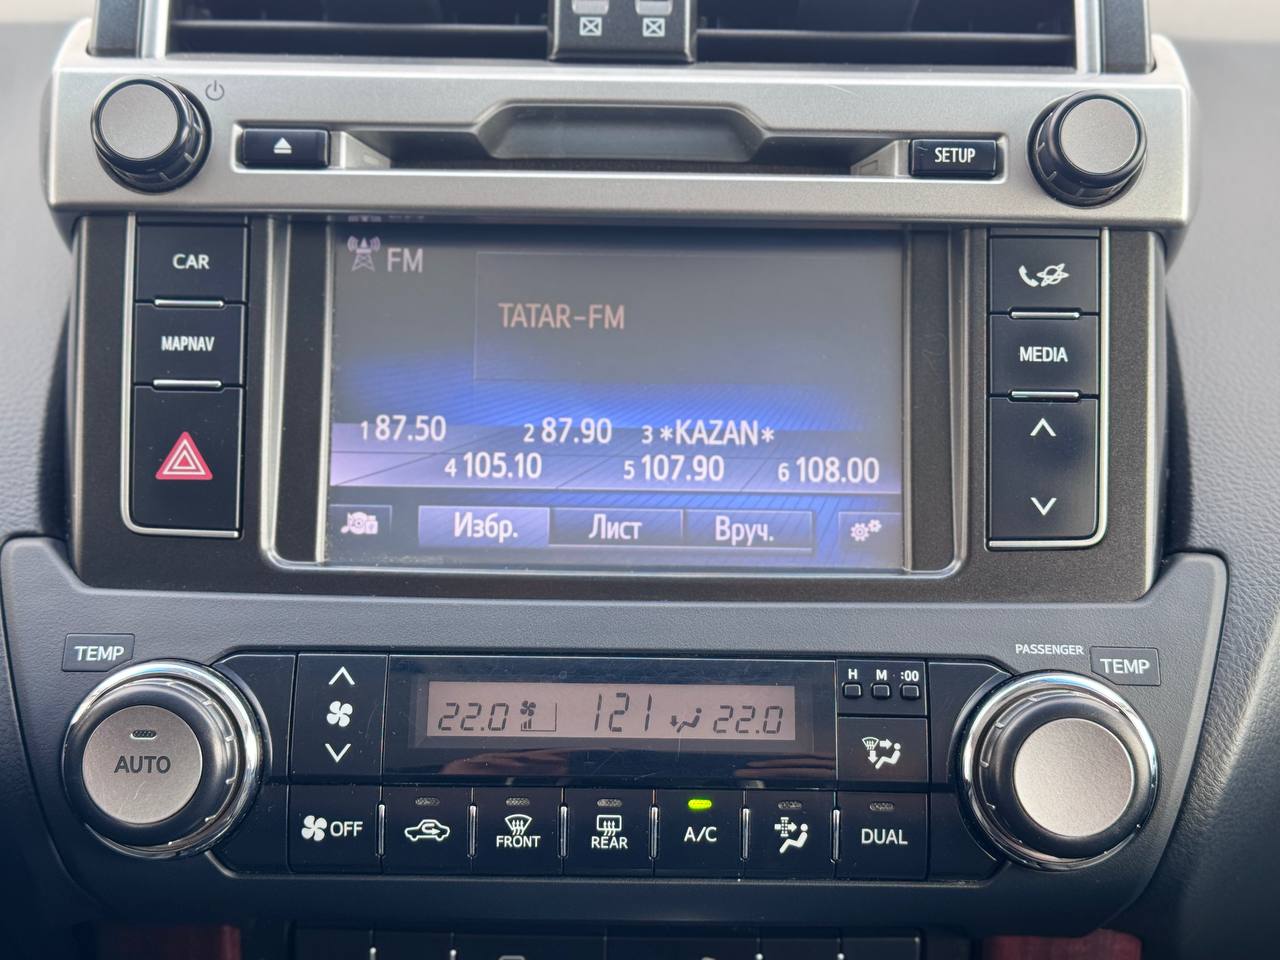 SETUP
CAR
MAPNAV
MEDIA
FM
TATAR-FM
1 87.50 2 87.90 3 *KAZAN*
4 105.10 5 107.90 6 108.00
Избр. Лист Вруч.
TEMP
PASSENGER
TEMP
AUTO
22.0 121 22.0
H M :00
OFF
FRONT
REAR
A/C
DUAL